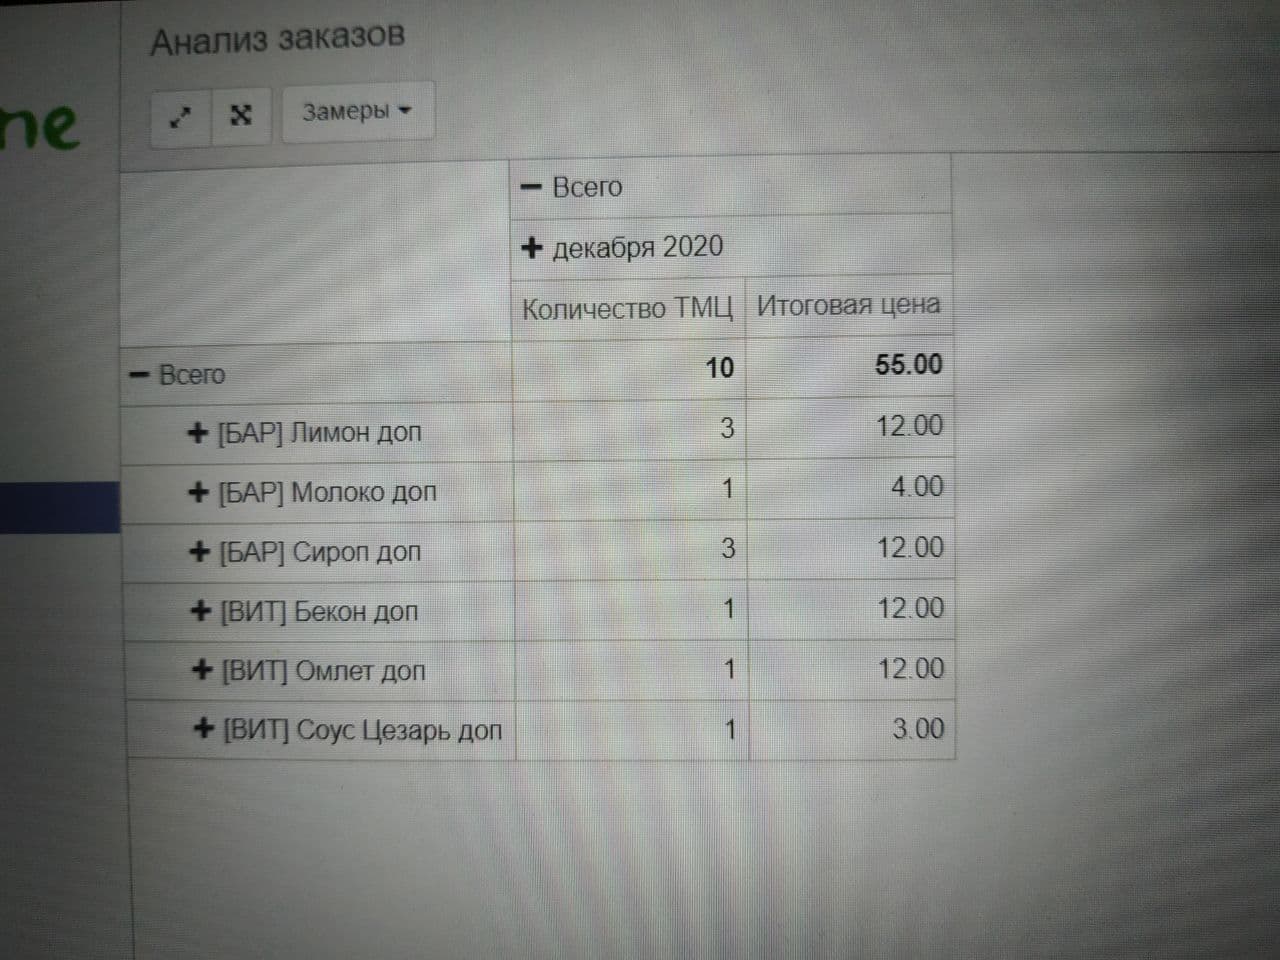 Анализ заказов
ne
Замеры
Всего
декабря 2020
Количество ТМЦ Итоговая цена
Всего 10 55.00
[БАР] Лимон доп 3 12.00
[БАР] Молоко доп 1 4.00
[БАР] Сироп доп 3 12.00
[ВИТ] Бекон доп 1 12.00
[ВИТ] Омлет доп 1 12.00
[ВИТ] Соус Цезарь доп 1 3.00